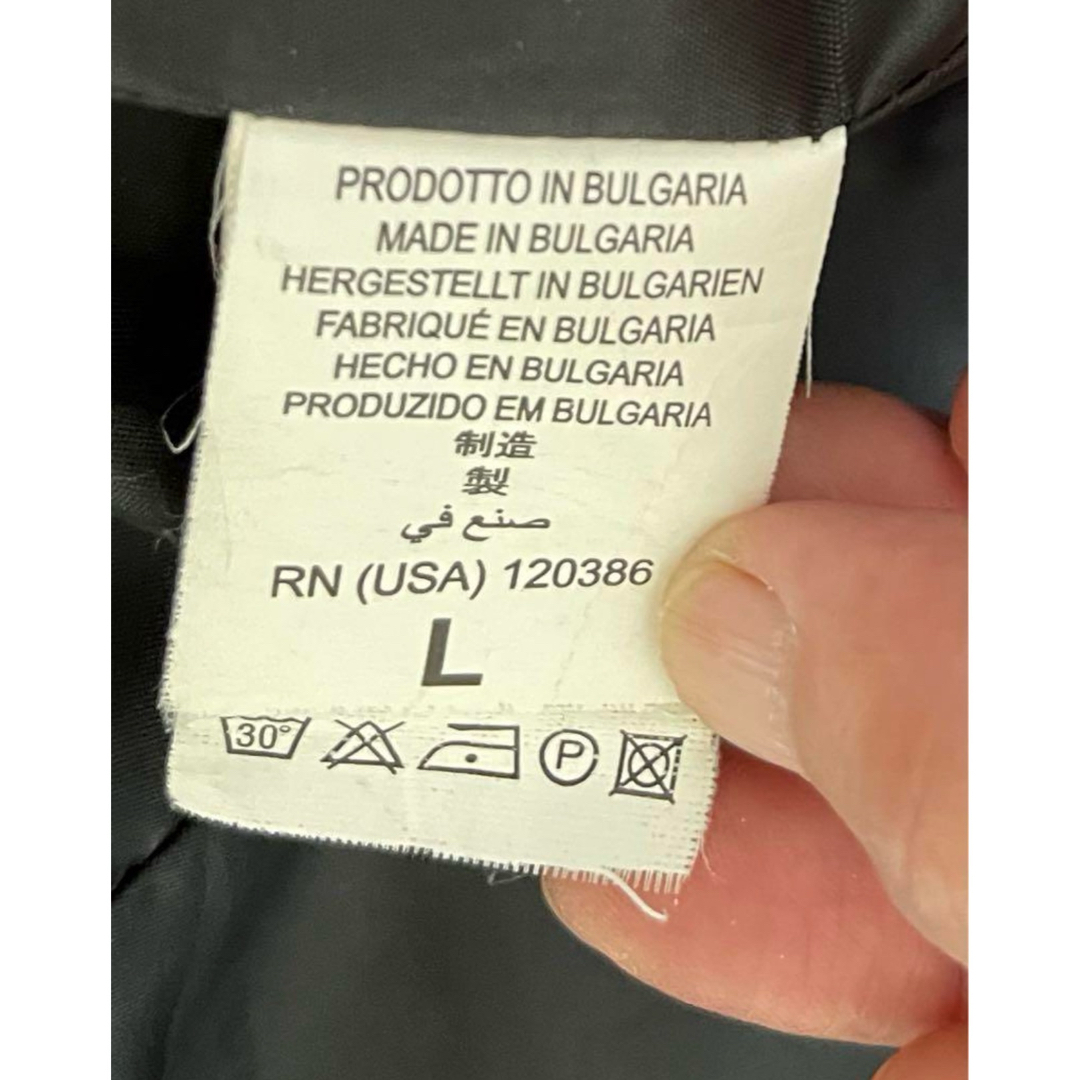 PRODOTTO IN BULGARIA
MADE IN BULGARIA
HERGESTELLT IN BULGARIEN
FABRIQUÉ EN BULGARIA
HECHO EN BULGARIA
PRODUZIDO EM BULGARIA
制造
製
صنع في
RN (USA) 120386
L
30° P